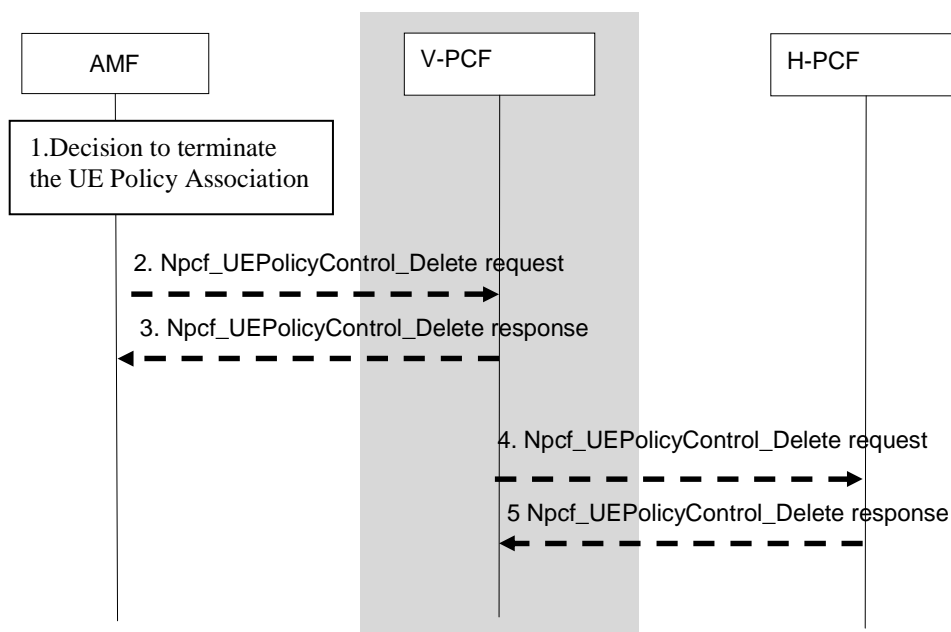 AMF
V-PCF
H-PCF
1.Decision to terminate
the UE Policy Association
2. Npcf_UEPolicyControl_Delete request
3. Npcf_UEPolicyControl_Delete response
4. Npcf_UEPolicyControl_Delete request
5 Npcf_UEPolicyControl_Delete response